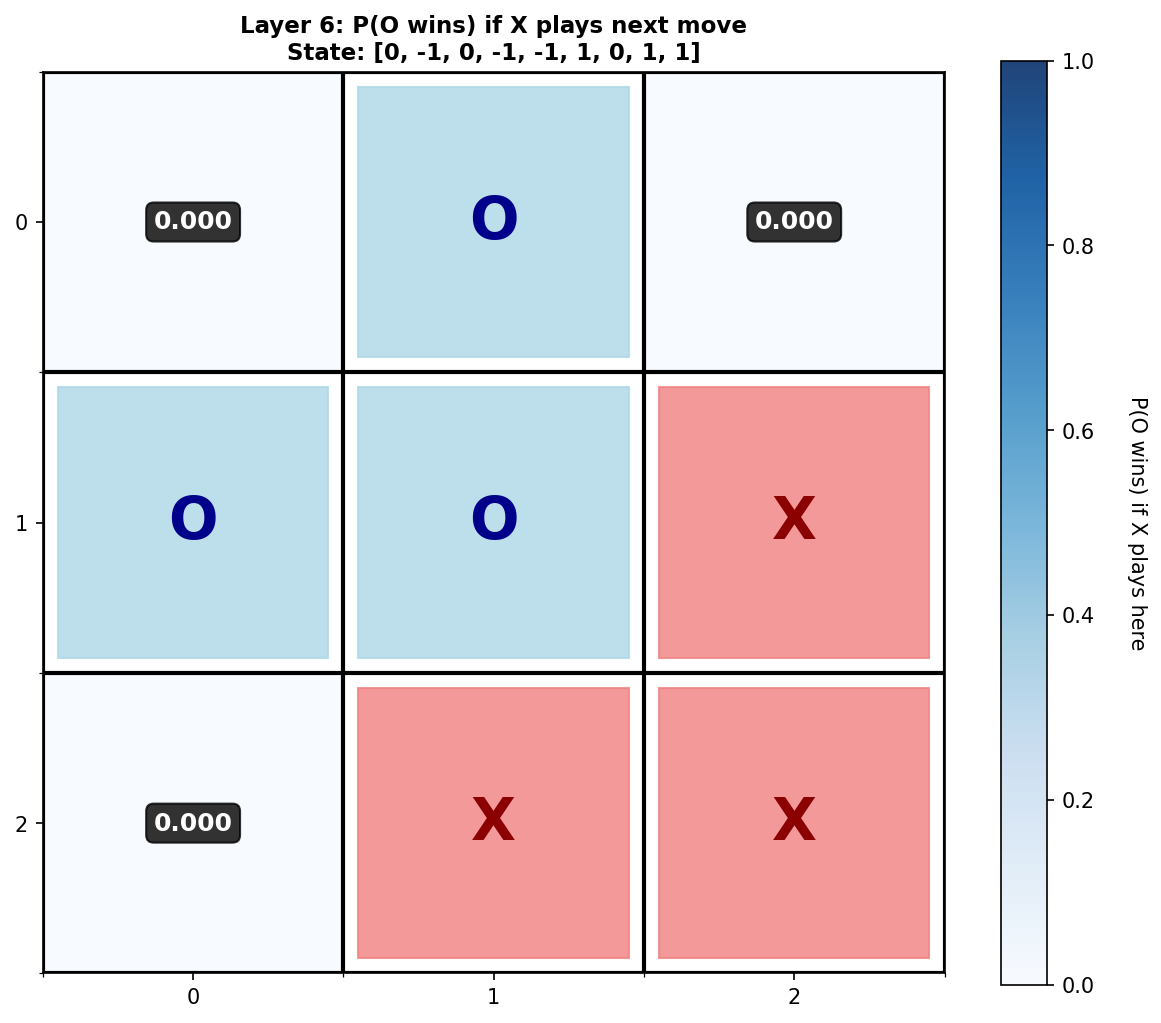 Layer 6: P(O wins) if X plays next move
State: [0, -1, 0, -1, -1, 1, 0, 1, 1]
0
0.000
O
0.000
1
O
O
X
2
0.000
X
X
0
1
2
1.0
0.8
0.6
0.4
0.2
0.0
P(O wins) if X plays here